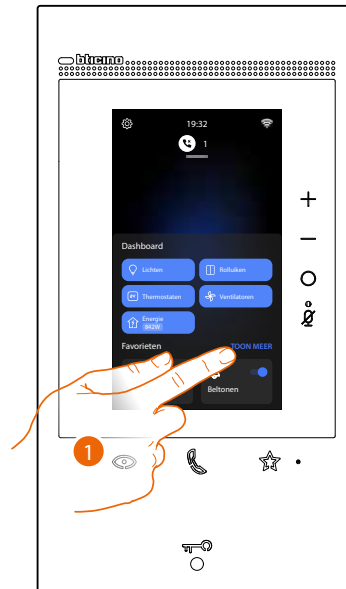 bticino
19:32
1
Dashboard
Lichten
Rolluiken
Thermostaten
Ventilatoren
Energie
842W
Favorieten
TOON MEER
Beltonen
1